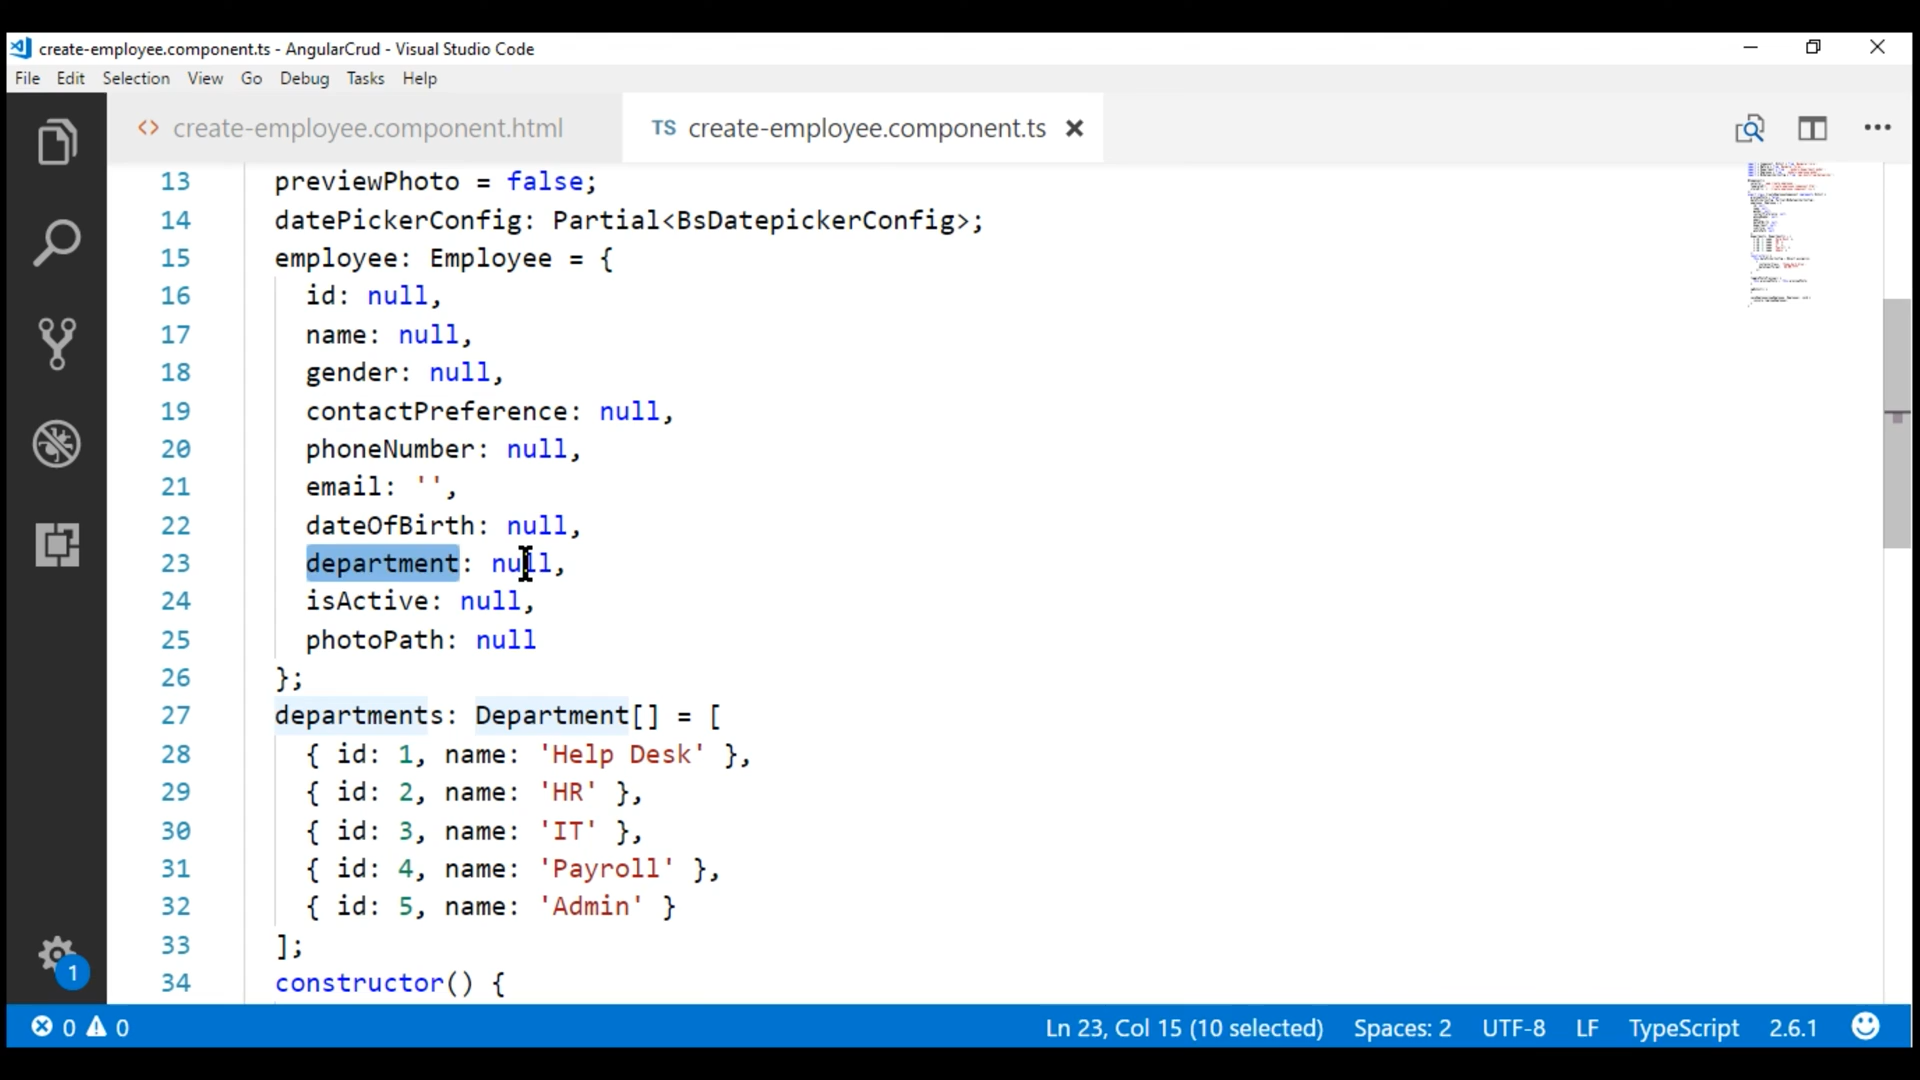 create-employee.component.ts - AngularCrud - Visual Studio Code
File Edit Selection View Go Debug Tasks Help
<> create-employee.component.html TS create-employee.component.ts
13 previewPhoto = false;
14 datePickerConfig: Partial<BsDatepickerConfig>;
15 employee: Employee = {
16 id: null,
17 name: null,
18 gender: null,
19 contactPreference: null,
20 phoneNumber: null,
21 email: '',
22 dateOfBirth: null,
23 department: null,
24 isActive: null,
25 photoPath: null
26 };
27 departments: Department[] = [
28 { id: 1, name: 'Help Desk' },
29 { id: 2, name: 'HR' },
30 { id: 3, name: 'IT' },
31 { id: 4, name: 'Payroll' },
32 { id: 5, name: 'Admin' }
33 ];
34 constructor() {
1
0 0 Ln 23, Col 15 (10 selected) Spaces: 2 UTF-8 LF TypeScript 2.6.1